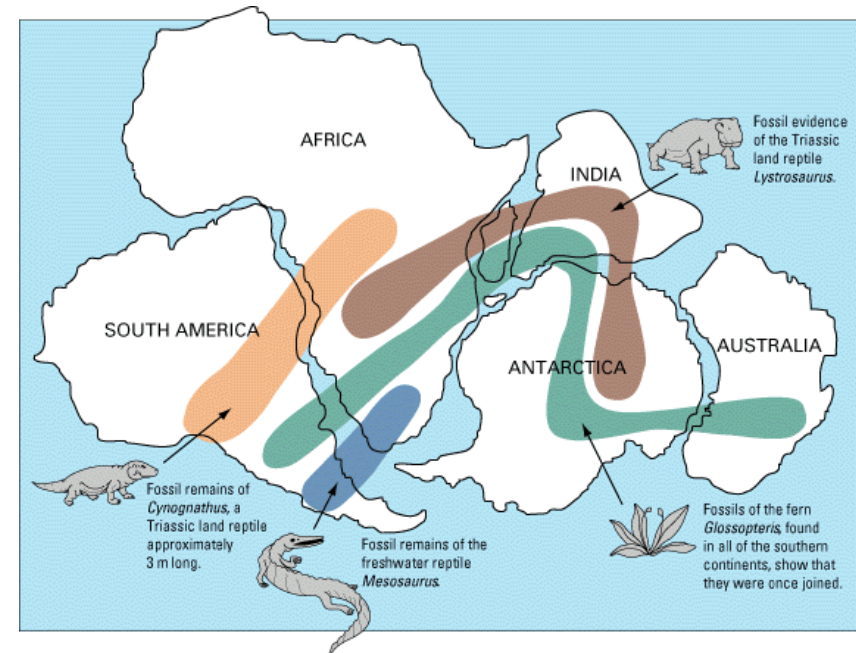 AFRICA
Fossil evidence
of the Triassic
land reptile
Lystrosaurus.
INDIA
SOUTH AMERICA
ANTARCTICA
AUSTRALIA
Fossil remains of
Cynognathus, a
Triassic land reptile
approximately
3 m long.
Fossil remains of the
freshwater reptile
Mesosaurus.
Fossils of the fern
Glossopteris, found
in all of the southern
continents, show that
they were once joined.